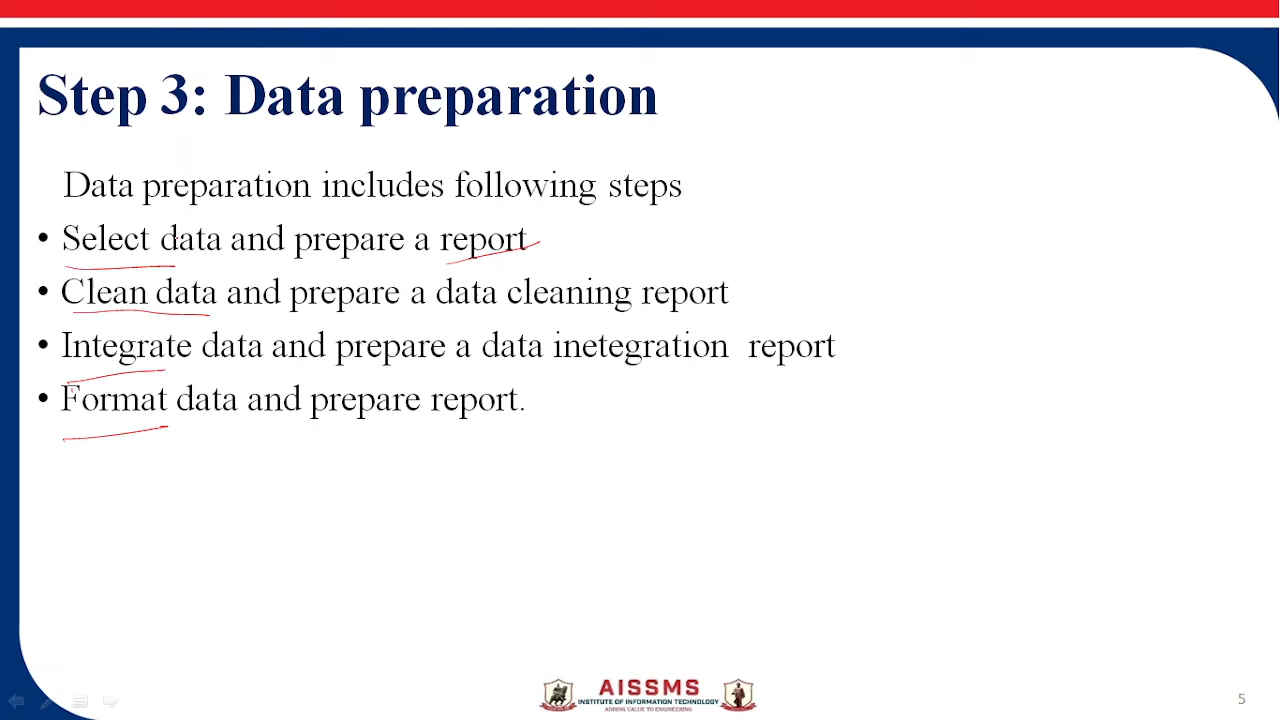 Step 3: Data preparation
Data preparation includes following steps
• Select data and prepare a report
• Clean data and prepare a data cleaning report
• Integrate data and prepare a data inetegration report
• Format data and prepare report.
AISSMS
INSTITUTE OF INFORMATION TECHNOLOGY
ADDING VALUE TO ENGINEERING
5